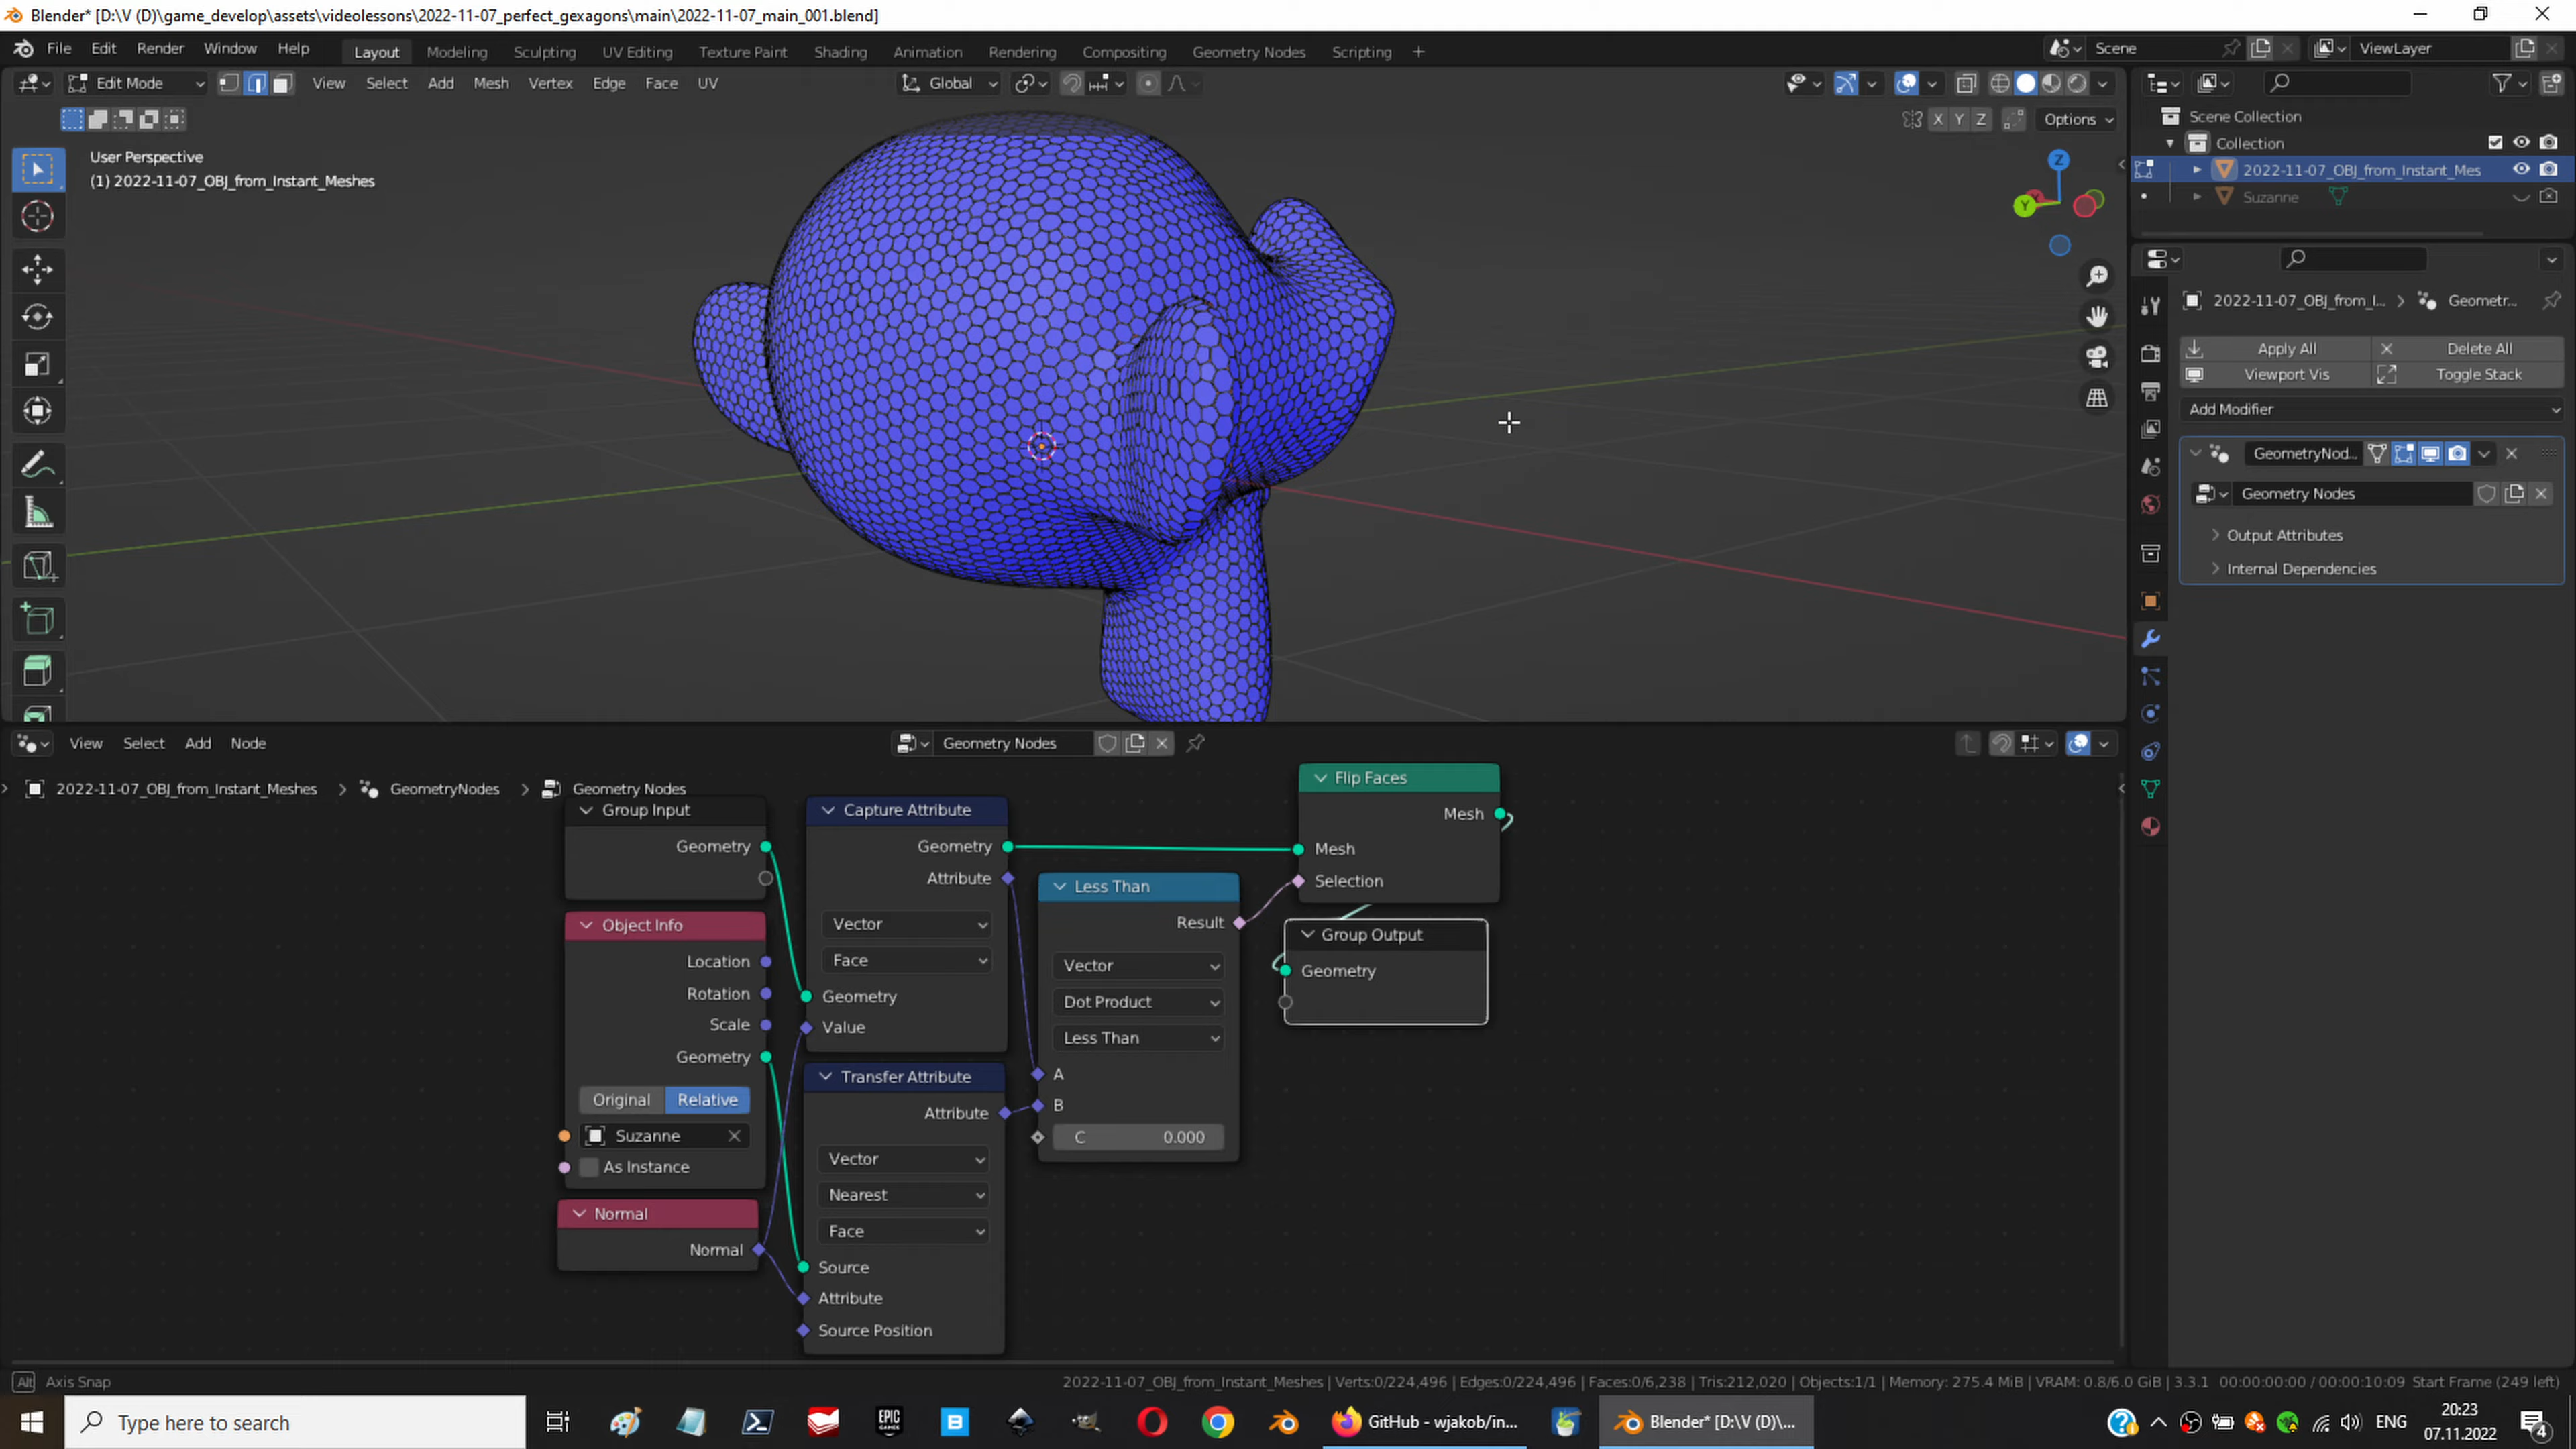 Blender* [D:\V (D)\game_develop\assets\videolessons\2022-11-07_perfect_gexagons\main\2022-11-07_main_001.blend]
File Edit Render Window Help Layout Modeling Sculpting UV Editing Texture Paint Shading Animation Rendering Compositing Geometry Nodes Scripting + Scene ViewLayer
Edit Mode View Select Add Mesh Vertex Edge Face UV Global
X Y Z Options
User Perspective
(1) 2022-11-07_OBJ_from_Instant_Meshes
Z
Y
Scene Collection
Collection
2022-11-07_OBJ_from_Instant_Mes
Suzanne
2022-11-07_OBJ_from_I... > Geometr...
Apply All Delete All
Viewport Vis Toggle Stack
Add Modifier
GeometryNod...
Geometry Nodes
Output Attributes
Internal Dependencies
View Select Add Node Geometry Nodes
2022-11-07_OBJ_from_Instant_Meshes > GeometryNodes > Geometry Nodes
Group Input
Geometry
Object Info
Location
Rotation
Scale
Geometry
Original Relative
Suzanne
As Instance
Normal
Normal
Capture Attribute
Geometry
Attribute
Vector
Face
Geometry
Value
Transfer Attribute
Attribute
Vector
Nearest
Face
Source
Attribute
Source Position
Less Than
Result
Vector
Dot Product
Less Than
A
B
C 0.000
Flip Faces
Mesh
Mesh
Selection
Group Output
Geometry
Alt Axis Snap
2022-11-07_OBJ_from_Instant_Meshes | Verts:0/224,496 | Edges:0/224,496 | Faces:0/6,238 | Tris:212,020 | Objects:1/1 | Memory: 275.4 MiB | VRAM: 0.8/6.0 GiB | 3.3.1 00:00:00:00 / 00:00:10:09 Start Frame (249 left)
Type here to search
EPIC GAMES
B
GitHub - wjakob/in...
Blender* [D:\V (D)\...
ENG
20:23
07.11.2022
4